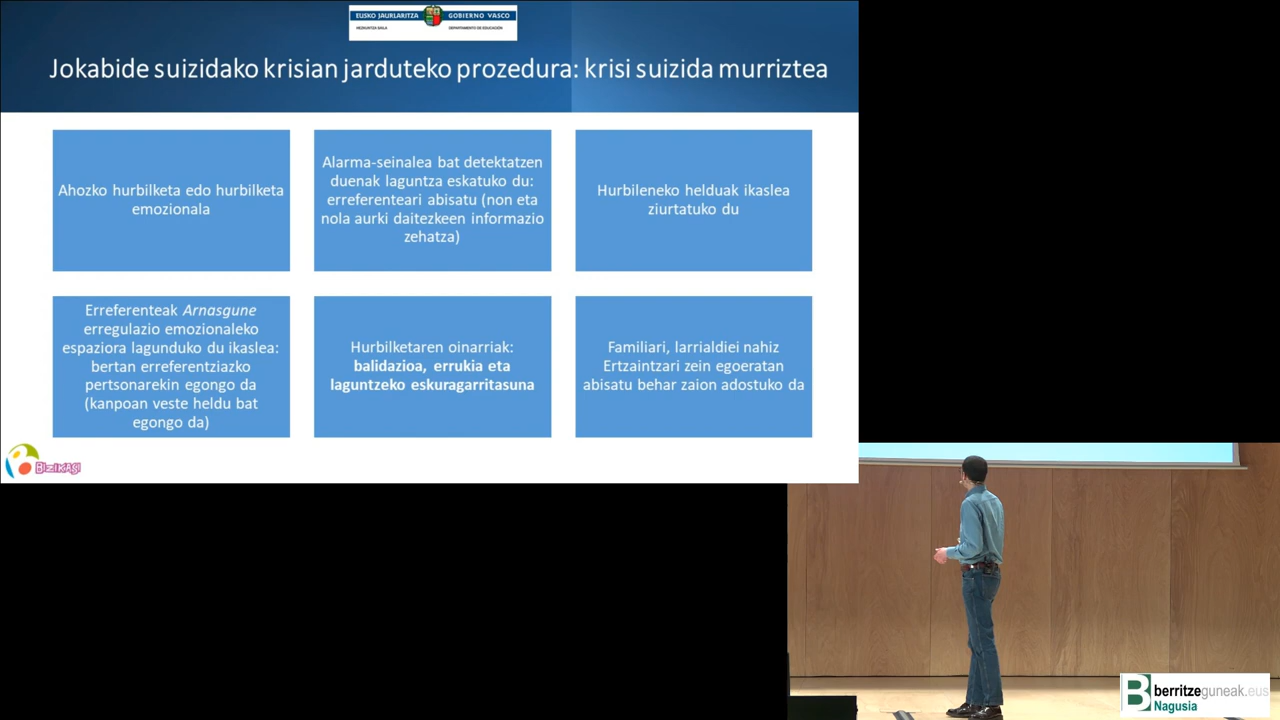 EUSKO JAURLARITZA
GOBIERNO VASCO
HEZKUNTZA SAILA
DEPARTAMENTO DE EDUCACIÓN
Jokabide suizidako krisian jarduteko prozedura: krisi suizida murriztea
Ahozko hurbilketa edo hurbilketa
emozionala
Alarma-seinalea bat detektatzen
duenak laguntza eskatuko du:
erreferenteari abisatu (non eta
nola aurki daitezkeen informazio
zehatza)
Hurbileneko helduak ikaslea
ziurtatuko du
Erreferenteak Arnasgune
erregulazio emozionaleko
espaziora lagunduko du ikaslea:
bertan erreferentziazko
pertsonarekin egongo da
(kanpoan veste heldu bat
egongo da)
Hurbilketaren oinarriak:
balidazioa, errukia eta
laguntzeko eskuragarritasuna
Familiari, larrialdiei nahiz
Ertzaintzari zein egoeratan
abisatu behar zaion adostuko da
BIZIKASI
B berritzeguneak.eus
Nagusia